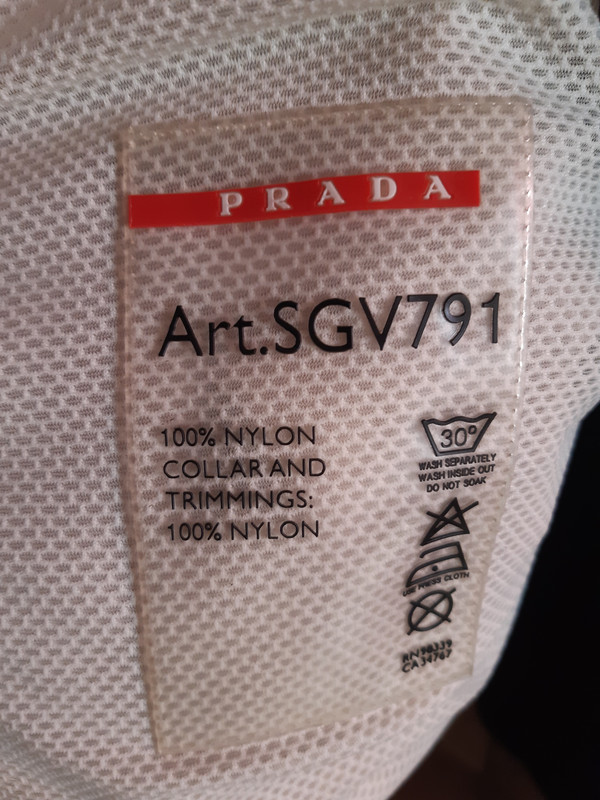 PRADA
Art.SGV791
100% NYLON
COLLAR AND
TRIMMINGS:
100% NYLON
30°
WASH SEPARATELY
WASH INSIDE OUT
DO NOT SOAK
USE PRESS CLOTH
RN98339
CA34767